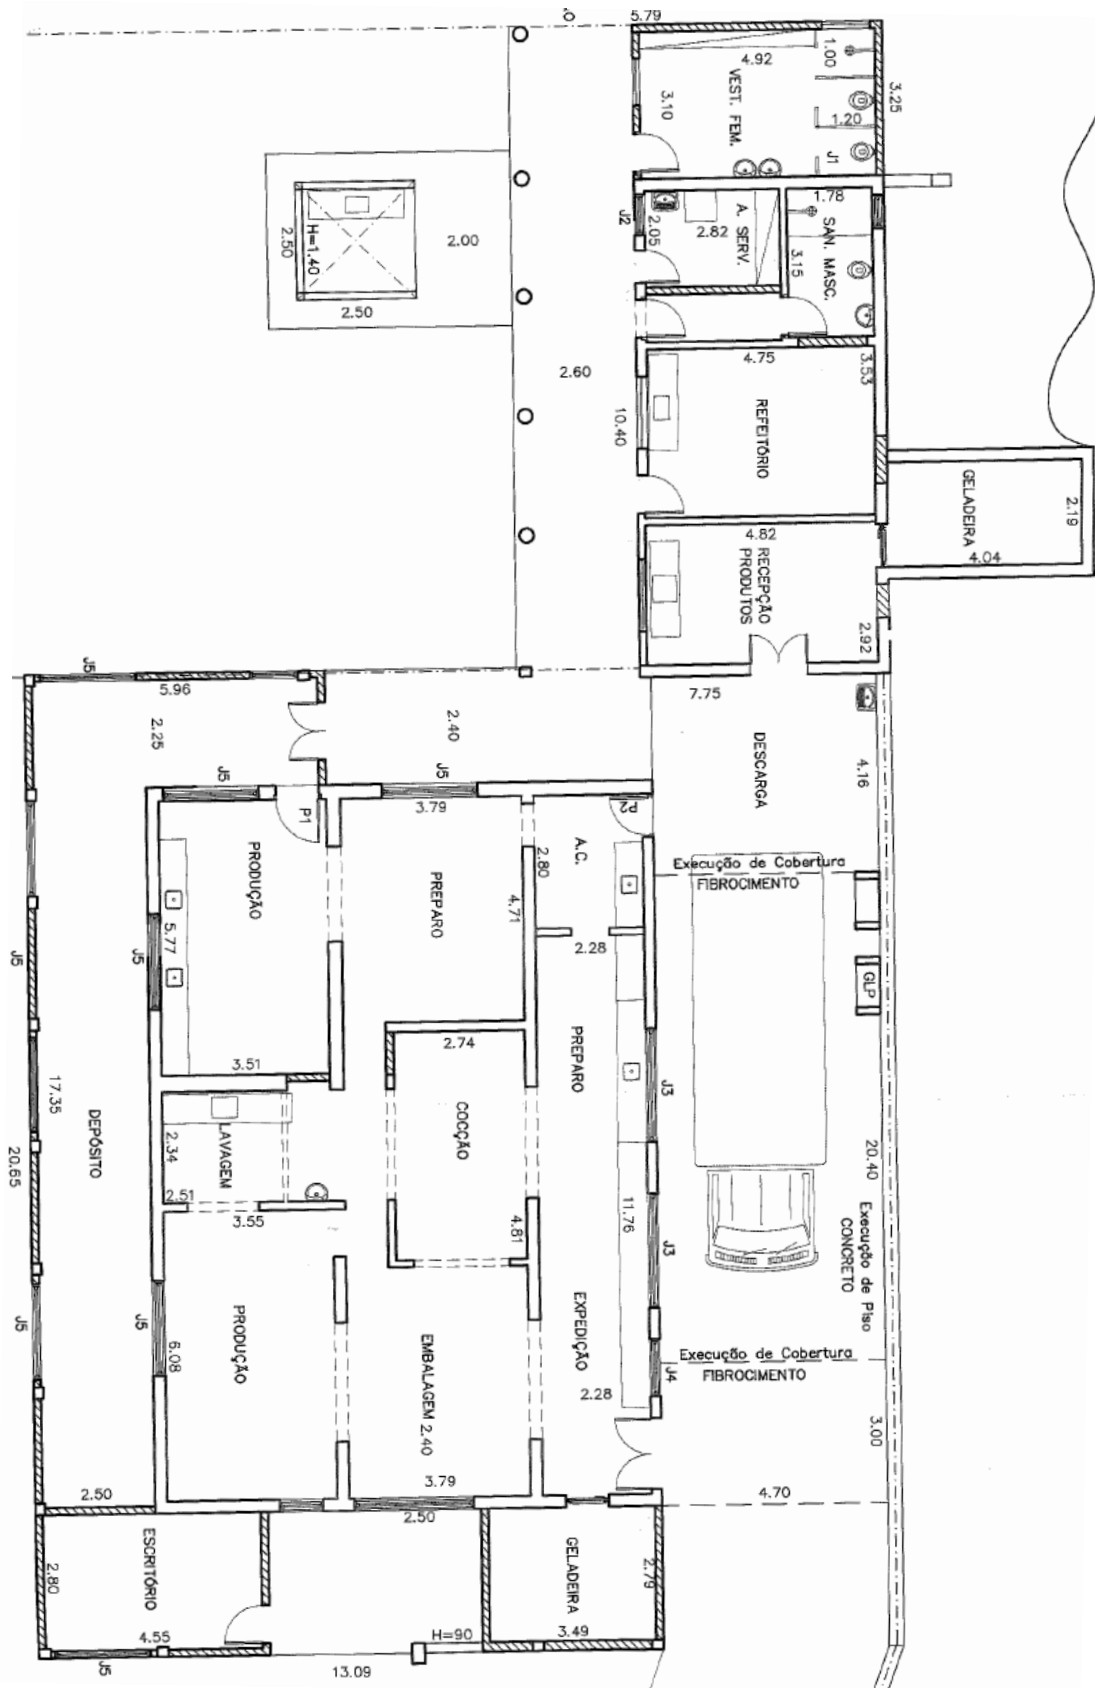 5.79
4.92
1.00
3.25
VEST. FEM.
3.10
1.20
J1
1.78
J2
2.05
2.82
A. SERV.
3.15
SAN. MASC.
2.50
H=1.40
2.00
2.50
2.60
10.40
4.75
3.53
REFEITÓRIO
GELADEIRA
2.19
4.04
4.82
RECEPÇÃO
PRODUTOS
2.92
J5
5.96
2.25
2.40
7.75
DESCARGA
4.16
J5
J5
3.79
P1
P2
PRODUÇÃO
PREPARO
A.C.
2.80
4.71
Execução de Cobertura
FIBROCIMENTO
5.77
J5
J5
2.28
GLP
PREPARO
3.51
2.74
J3
17.35
20.65
DEPÓSITO
2.34
LAVAGEM
COCÇÃO
2.51
3.55
4.81
11.76
J3
20.40
Execução de Piso
CONCRETO
J5
J5
PRODUÇÃO
6.08
EMBALAGEM 2.40
EXPEDIÇÃO
2.28
J4
Execução de Cobertura
FIBROCIMENTO
3.00
2.50
3.79
2.50
4.70
ESCRITÓRIO
2.80
4.55
J5
GELADEIRA
2.79
3.49
H=90
13.09